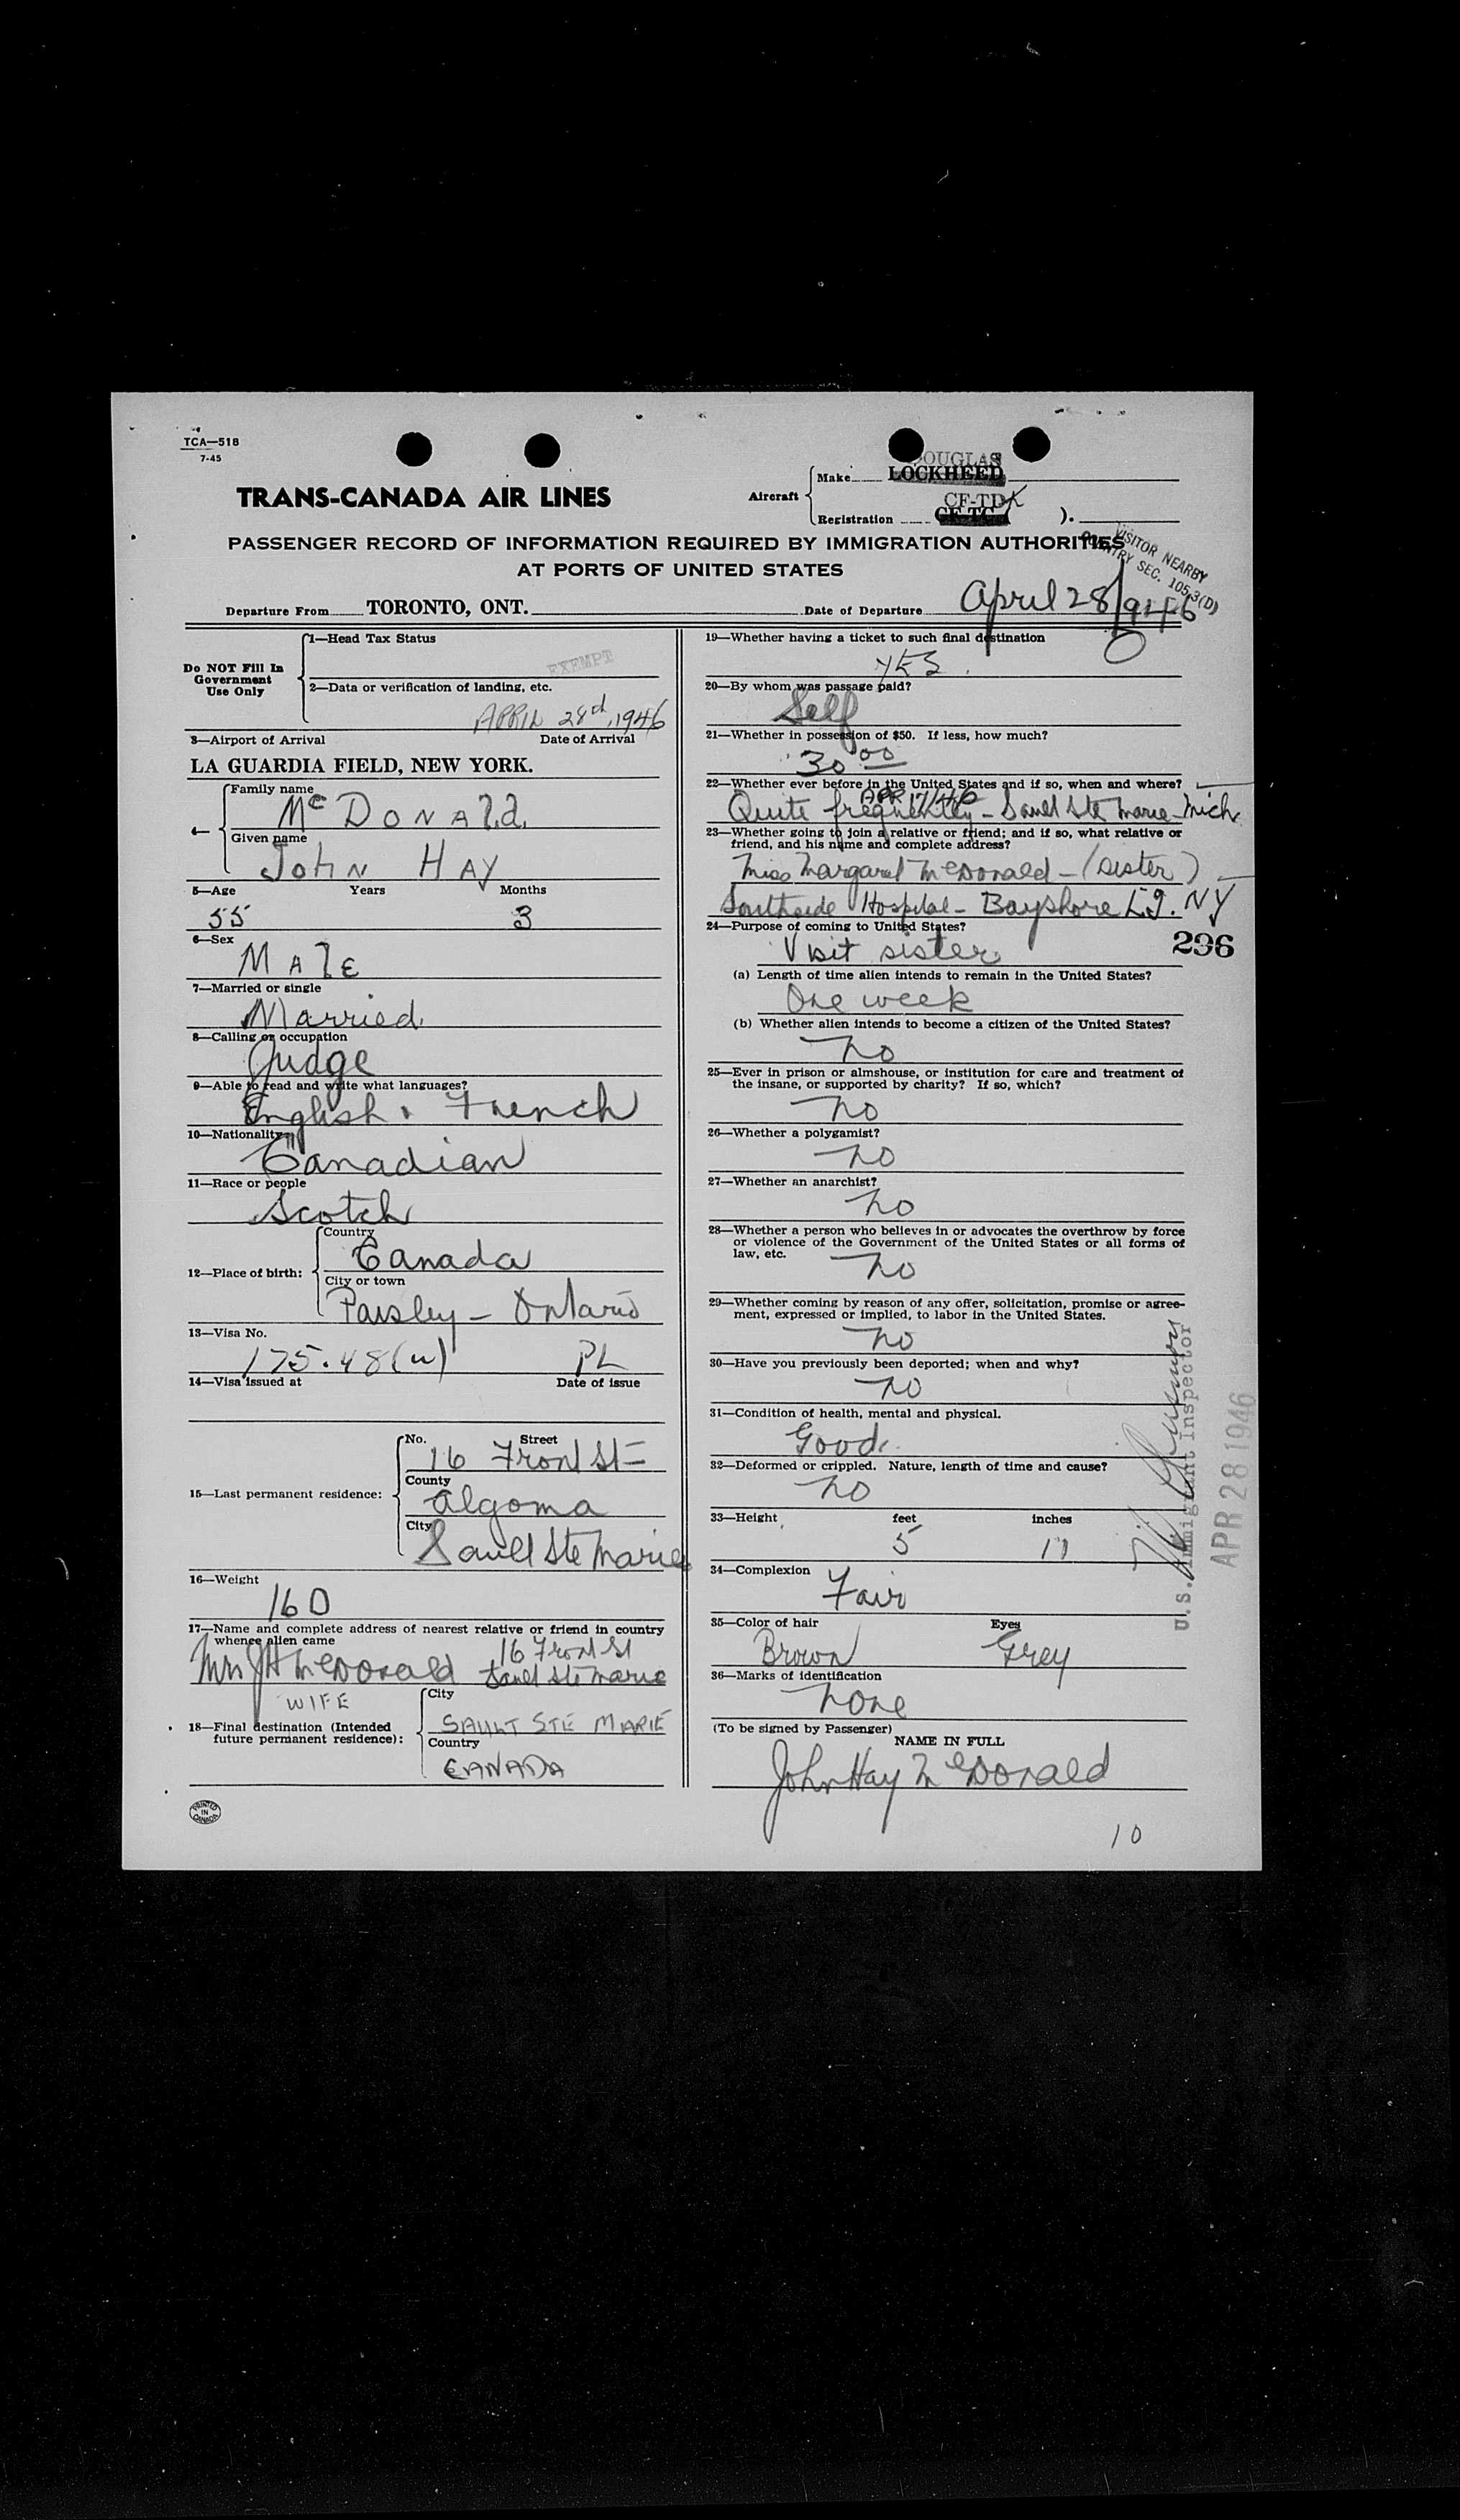 TCA—518
7-45
TRANS-CANADA AIR LINES
Aircraft
Make DOUGLAS
LOCKHEED
Registration CF-TDK
CF-TC ).
PASSENGER RECORD OF INFORMATION REQUIRED BY IMMIGRATION AUTHORITIES
AT PORTS OF UNITED STATES
VISITOR NEARBY
COUNTRY SEC. 105.3(D)
Departure From TORONTO, ONT. Date of Departure April 28/1946
Do NOT Fill In
Government
Use Only
1—Head Tax Status
EXEMPT
2—Data or verification of landing, etc.
APRIL 28d, 1946
3—Airport of Arrival Date of Arrival
LA GUARDIA FIELD, NEW YORK.
4— Family name
McDONAld.
Given name
JOHN HAY
5—Age Years Months
55 3
6—Sex
MAlE
7—Married or single
Married.
8—Calling or occupation
Judge
9—Able to read and write what languages?
English & French
10—Nationality
Canadian
11—Race or people
Scotch
12—Place of birth:
Country
Canada
City or town
Paisley - Ontario
13—Visa No.
175.48(u) PL
14—Visa issued at Date of issue
15—Last permanent residence:
No. Street
16 Front St
County
Algoma
City
Sault Ste Marie
16—Weight
160
17—Name and complete address of nearest relative or friend in country
whence alien came
16 Front St
Mrs JH McDonald Sault Ste Marie
WIFE
18—Final destination (Intended
future permanent residence):
City
SAULT STE MARIE
Country
CANADA
PRINTED
IN
CANADA
19—Whether having a ticket to such final destination
YES.
20—By whom was passage paid?
Self
21—Whether in possession of $50. If less, how much?
30 00
22—Whether ever before in the United States and if so, when and where?
APR 17/46
Quite frequently - Sault Ste Marie - Mich
23—Whether going to join a relative or friend; and if so, what relative or
friend, and his name and complete address?
Miss Margaret McDonald - (sister)
Southside Hospital - Bayshore L.I. NY
24—Purpose of coming to United States?
Visit sister
296
(a) Length of time alien intends to remain in the United States?
One week
(b) Whether alien intends to become a citizen of the United States?
no
25—Ever in prison or almshouse, or institution for care and treatment of
the insane, or supported by charity? If so, which?
no
26—Whether a polygamist?
no
27—Whether an anarchist?
no
28—Whether a person who believes in or advocates the overthrow by force
or violence of the Government of the United States or all forms of
law, etc.
no
29—Whether coming by reason of any offer, solicitation, promise or agree-
ment, expressed or implied, to labor in the United States.
no
30—Have you previously been deported; when and why?
no
31—Condition of health, mental and physical.
Good.
32—Deformed or crippled. Nature, length of time and cause?
no
33—Height feet inches
5 11
34—Complexion
Fair
35—Color of hair Eyes
Brown Grey
36—Marks of identification
none
(To be signed by Passenger)
NAME IN FULL
John Hay McDonald
U.S. Immigrant Inspector
APR 28 1946
10